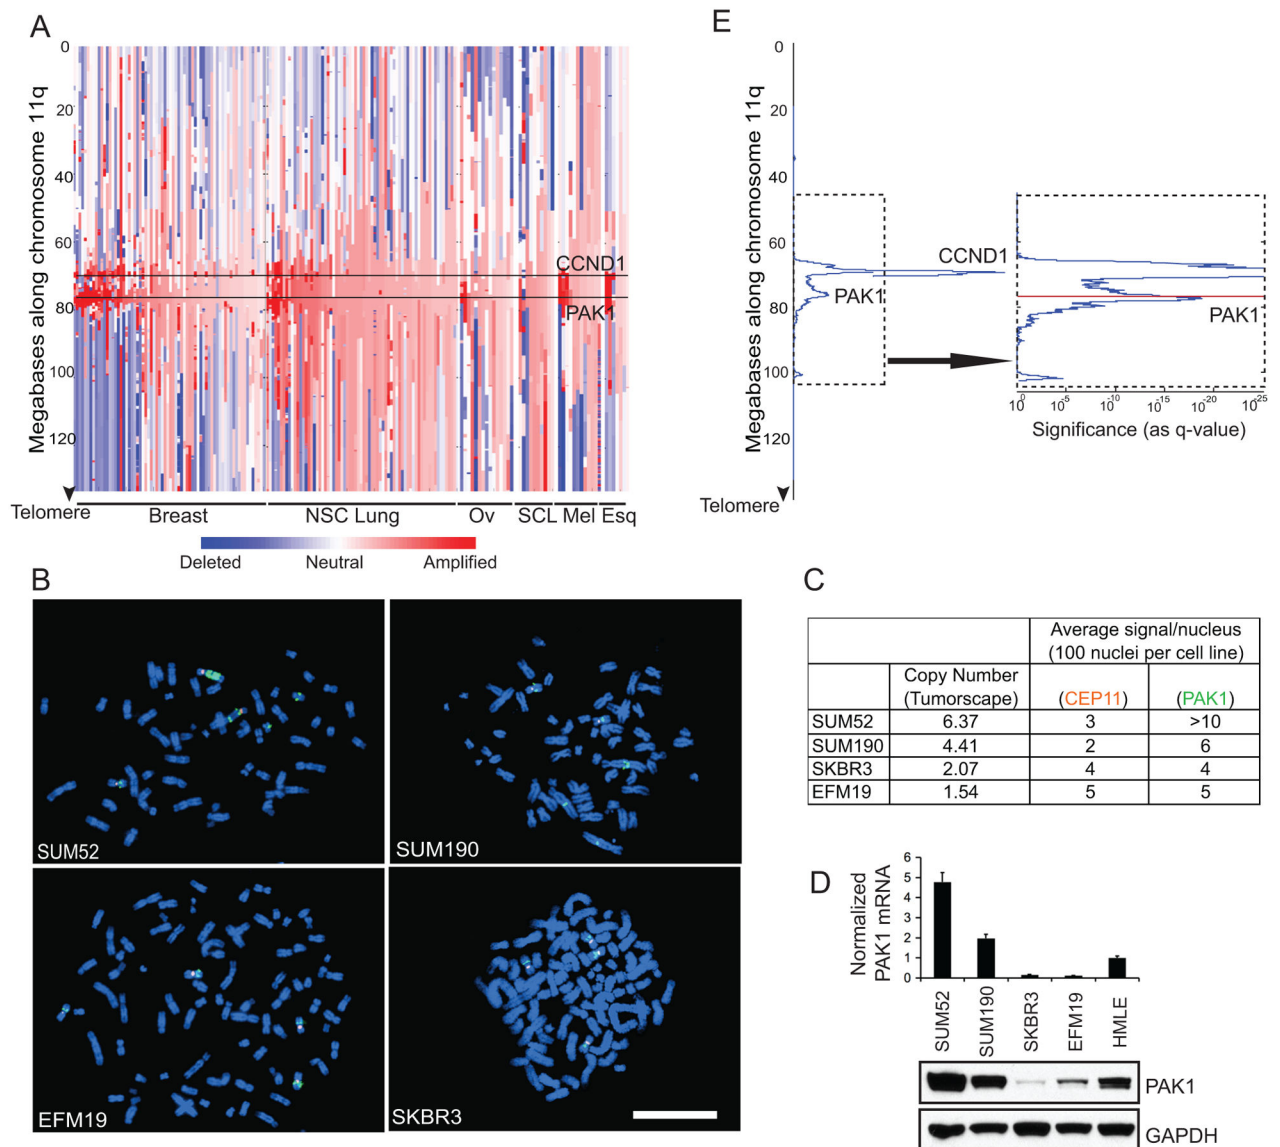 A
0
20
40
60
80
100
120
Megabases along chromosome 11q
CCND1
PAK1
Telomere
Breast
NSC Lung
Ov
SCL
Mel
Esq
Deleted
Neutral
Amplified
E
0
20
40
60
80
100
120
Megabases along chromosome 11q
Telomere
CCND1
PAK1
PAK1
10^0
10^5
10^-10
10^15
10^-20
10^-25
Significance (as q-value)
B
SUM52
SUM190
EFM19
SKBR3
C
Average signal/nucleus
(100 nuclei per cell line)
Copy Number
(Tumorscape)
(CEP11)
(PAK1)
SUM52 6.37 3 >10
SUM190 4.41 2 6
SKBR3 2.07 4 4
EFM19 1.54 5 5
D
Normalized
PAK1 mRNA
6
5
4
3
2
1
0
SUM52
SUM190
SKBR3
EFM19
HMLE
PAK1
GAPDH